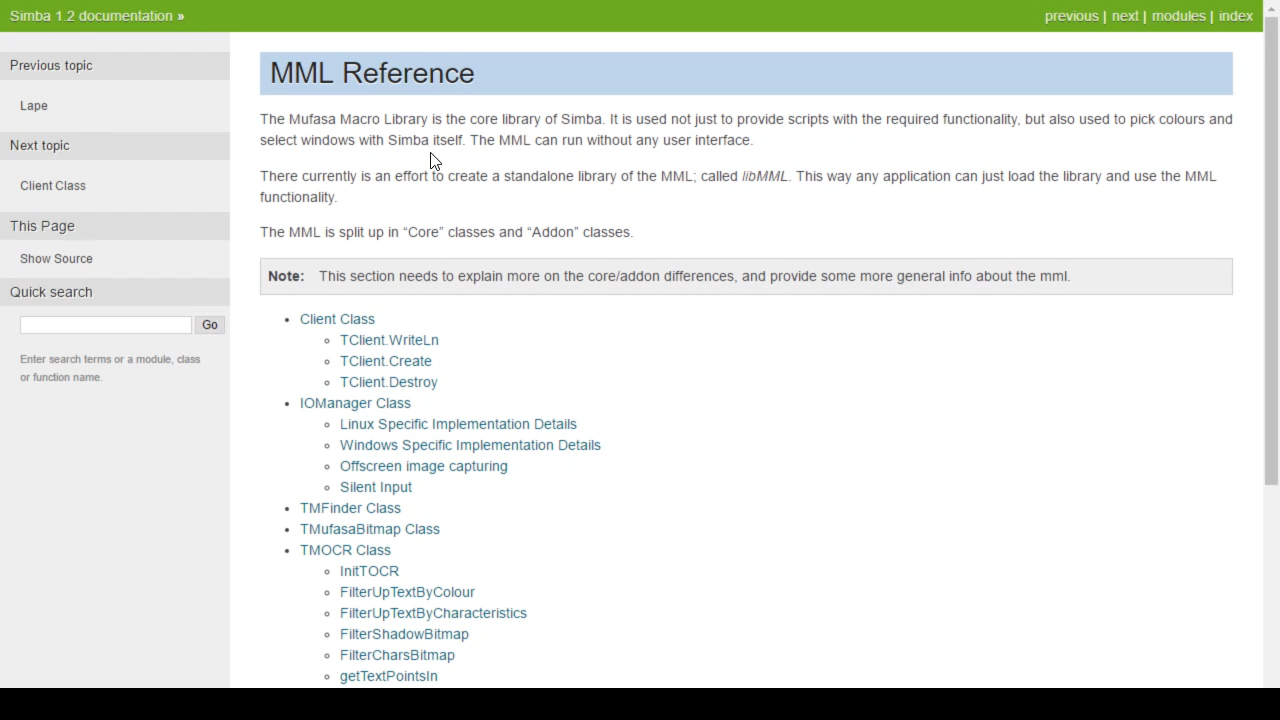 Simba 1.2 documentation »
previous | next | modules | index
Previous topic
Lape
Next topic
Client Class
This Page
Show Source
Quick search
Go
Enter search terms or a module, class
or function name.
MML Reference
The Mufasa Macro Library is the core library of Simba. It is used not just to provide scripts with the required functionality, but also used to pick colours and
select windows with Simba itself. The MML can run without any user interface.
There currently is an effort to create a standalone library of the MML; called libMML. This way any application can just load the library and use the MML
functionality.
The MML is split up in “Core” classes and “Addon” classes.
Note: This section needs to explain more on the core/addon differences, and provide some more general info about the mml.
• Client Class
◦ TClient.WriteLn
◦ TClient.Create
◦ TClient.Destroy
• IOManager Class
◦ Linux Specific Implementation Details
◦ Windows Specific Implementation Details
◦ Offscreen image capturing
◦ Silent Input
• TMFinder Class
• TMufasaBitmap Class
• TMOCR Class
◦ InitTOCR
◦ FilterUpTextByColour
◦ FilterUpTextByCharacteristics
◦ FilterShadowBitmap
◦ FilterCharsBitmap
◦ getTextPointsIn